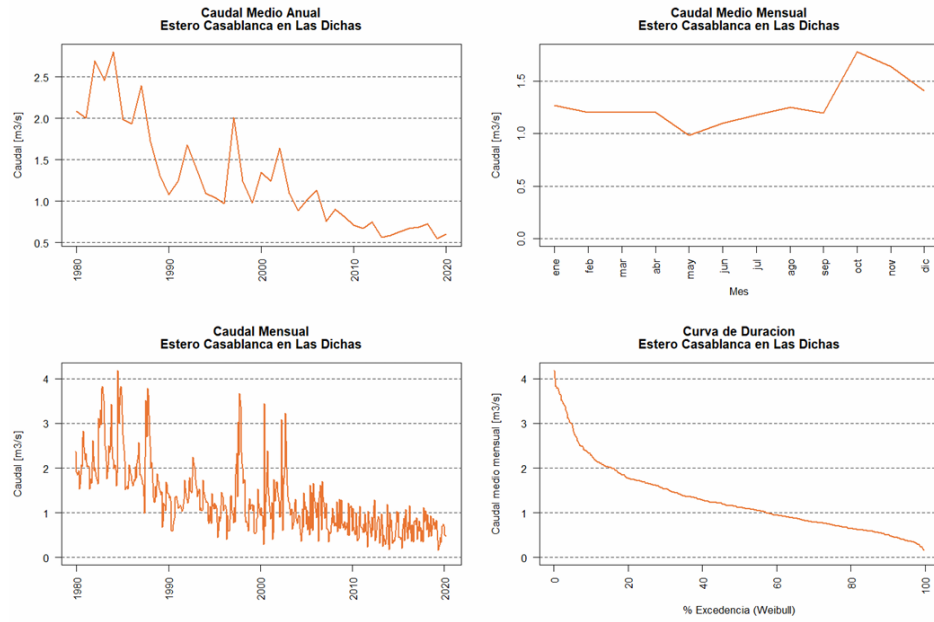 Caudal Medio Anual
Estero Casablanca en Las Dichas
Caudal [m3/s]
2.5
2.0
1.5
1.0
0.5
1980
1990
2000
2010
2020
Caudal Medio Mensual
Estero Casablanca en Las Dichas
Caudal [m3/s]
1.5
1.0
0.5
0.0
ene
feb
mar
abr
may
jun
jul
ago
sep
oct
nov
dic
Mes
Caudal Mensual
Estero Casablanca en Las Dichas
Caudal [m3/s]
4
3
2
1
0
1980
1990
2000
2010
2020
Curva de Duracion
Estero Casablanca en Las Dichas
Caudal medio mensual [m3/s]
4
3
2
1
0
0
20
40
60
80
100
% Excedencia (Weibull)